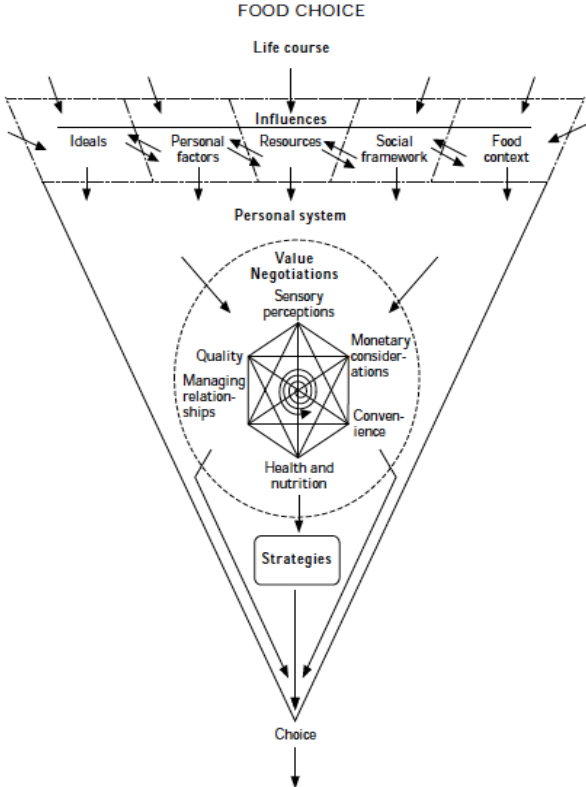 FOOD CHOICE
Life course
Influences
Ideals
Personal
factors
Resources
Social
framework
Food
context
Personal system
Value
Negotiations
Sensory
perceptions
Quality
Monetary
consider-
ations
Managing
relation-
ships
Conven-
ience
Health and
nutrition
Strategies
Choice